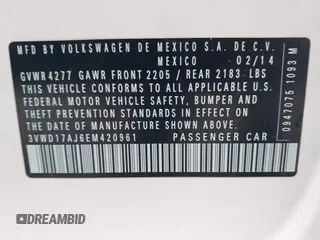 MFD. BY VOLKSWAGEN DE MEXICO S.A. DE C.V.
MEXICO 02/14
GVWR 4277 GAWR FRONT 2205 / REAR 2183 LBS
THIS VEHICLE CONFORMS TO ALL APPLICABLE U.S.
FEDERAL MOTOR VEHICLE SAFETY, BUMPER AND
THEFT PREVENTION STANDARDS IN EFFECT ON THE
DATE OF MANUFACTURE SHOWN ABOVE.
3VWD17AJ6EM420961 PASSENGER CAR
0947075 1093 M
©DREAMBID